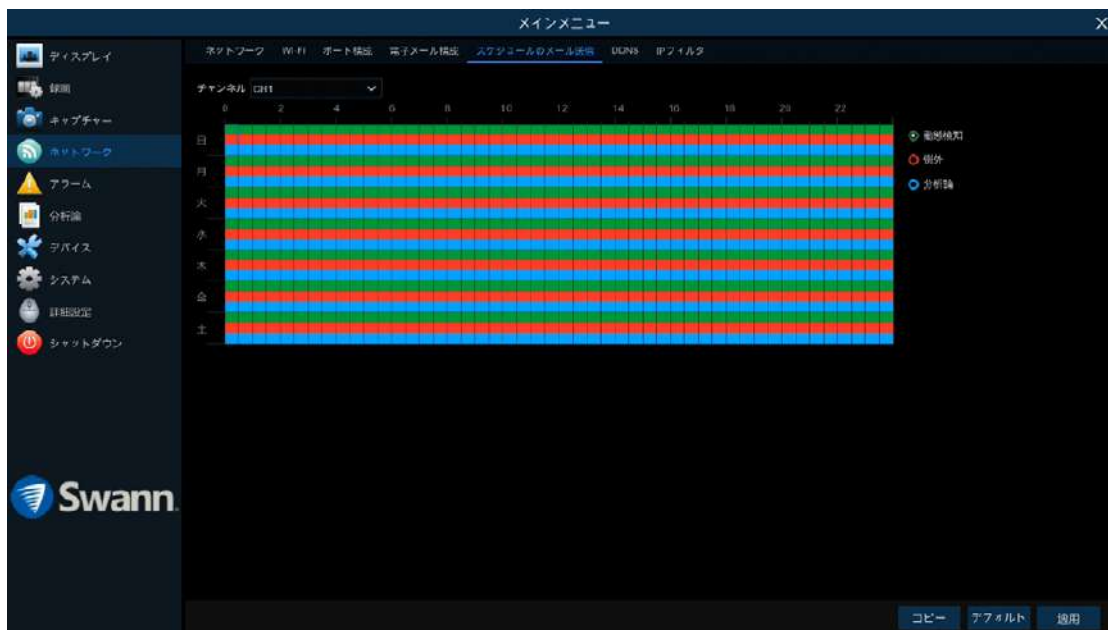 メインメニュー X
ディスプレイ
録画
キャプチャー
ネットワーク
アラーム
分析論
デバイス
システム
詳細設定
シャットダウン
Swann
ネットワーク Wi-Fi ポート構成 電子メール構成 スケジュールのメール送信 DDNS IPフィルタ
チャンネル CH1
0 2 4 6 8 10 12 14 16 18 20 22
日
月
火
水
木
金
土
動態検知
例外
分析論
コピー デフォルト 適用